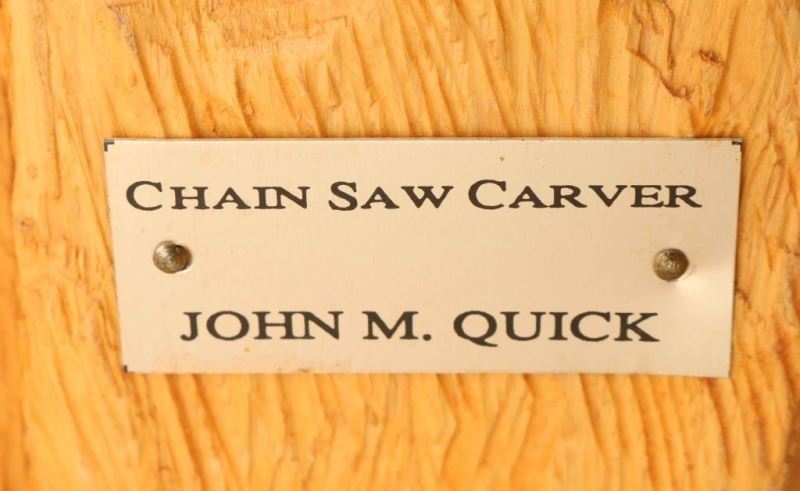 CHAIN SAW CARVER
JOHN M. QUICK